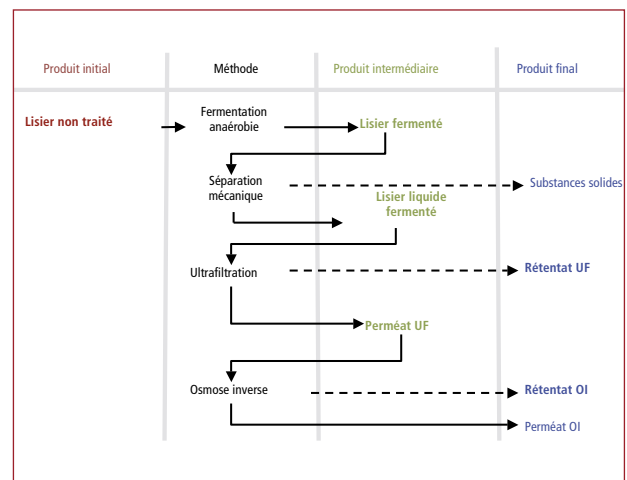 Produit initial
Méthode
Produit intermédiaire
Produit final
Lisier non traité
Fermentation
anaérobie
Lisier fermenté
Séparation
mécanique
Substances solides
Lisier liquide
fermenté
Ultrafiltration
Rétentat UF
Perméat UF
Osmose inverse
Rétentat OI
Perméat OI